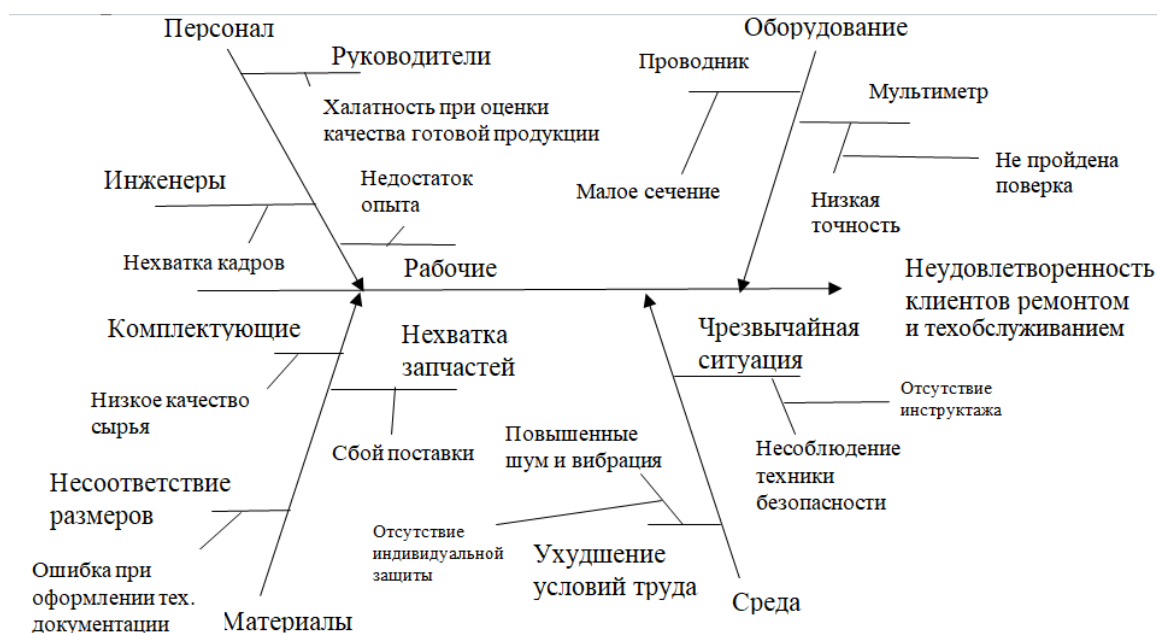 Персонал
Руководители
Халатность при оценки
качества готовой продукции
Инженеры
Нехватка кадров
Недостаток
опыта
Рабочие
Оборудование
Проводник
Малое сечение
Мультиметр
Низкая
точность
Не пройдена
поверка
Неудовлетворенность
клиентов ремонтом
и техобслуживанием
Комплектующие
Низкое качество
сырья
Нехватка
запчастей
Сбой поставки
Несоответствие
размеров
Ошибка при
оформлении тех.
документации
Материалы
Чрезвычайная
ситуация
Отсутствие
инструктажа
Несоблюдение
техники
безопасности
Повышенные
шум и вибрация
Отсутствие
индивидуальной
защиты
Ухудшение
условий труда
Среда